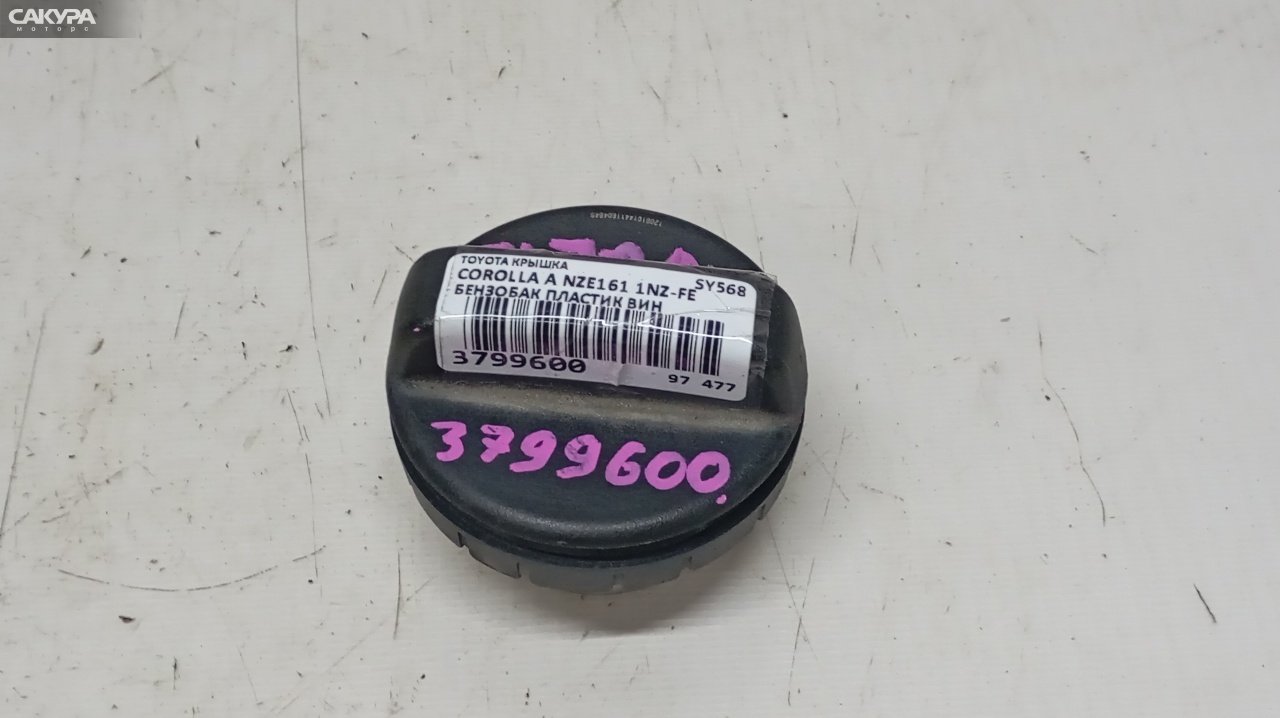 САКУРА
моторс
TOYOTA КРЫШКА
COROLLA A NZE161 1NZ-FE SY568
БЕНЗОБАК ПЛАСТИК ВИН
3799600
97 477
3799600.